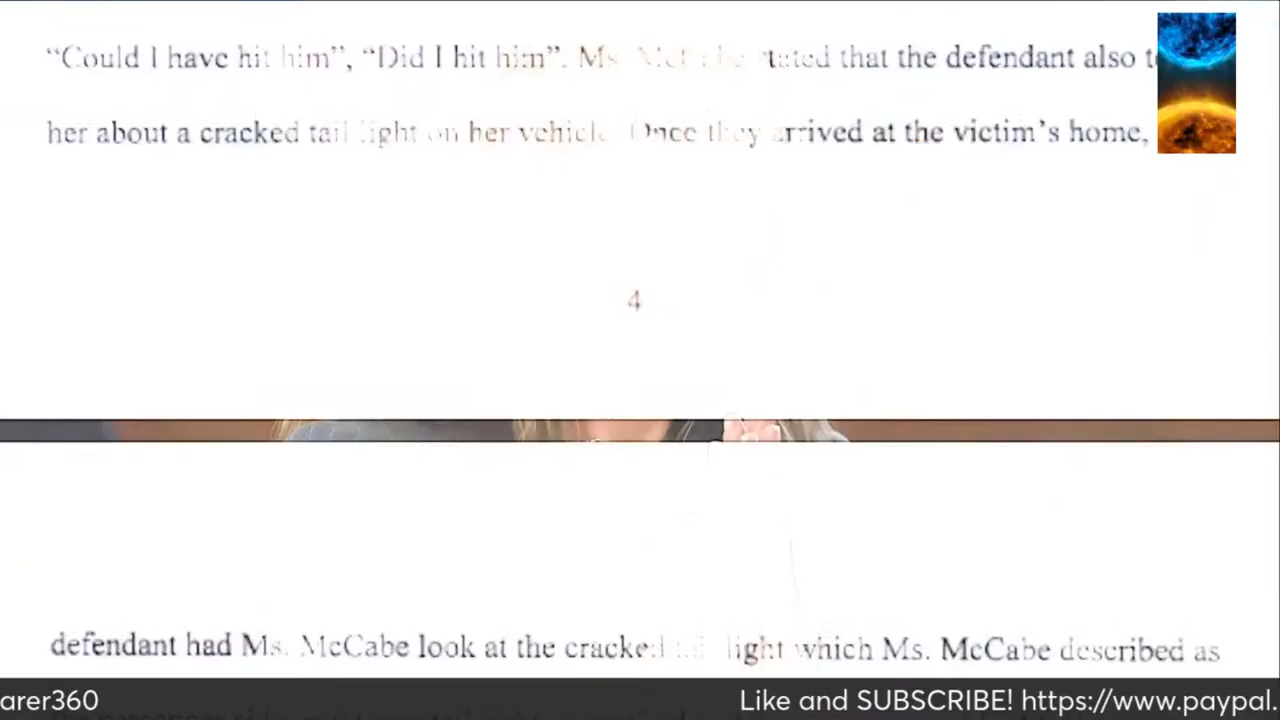 “Could I have hit him”, “Did I hit him”. Ms. McCabe stated that the defendant also
her about a cracked tail light on her vehicle. Once they arrived at the victim’s home,
4
defendant had Ms. McCabe look at the cracked tail light which Ms. McCabe described as
arer360
Like and SUBSCRIBE! https://www.paypal.